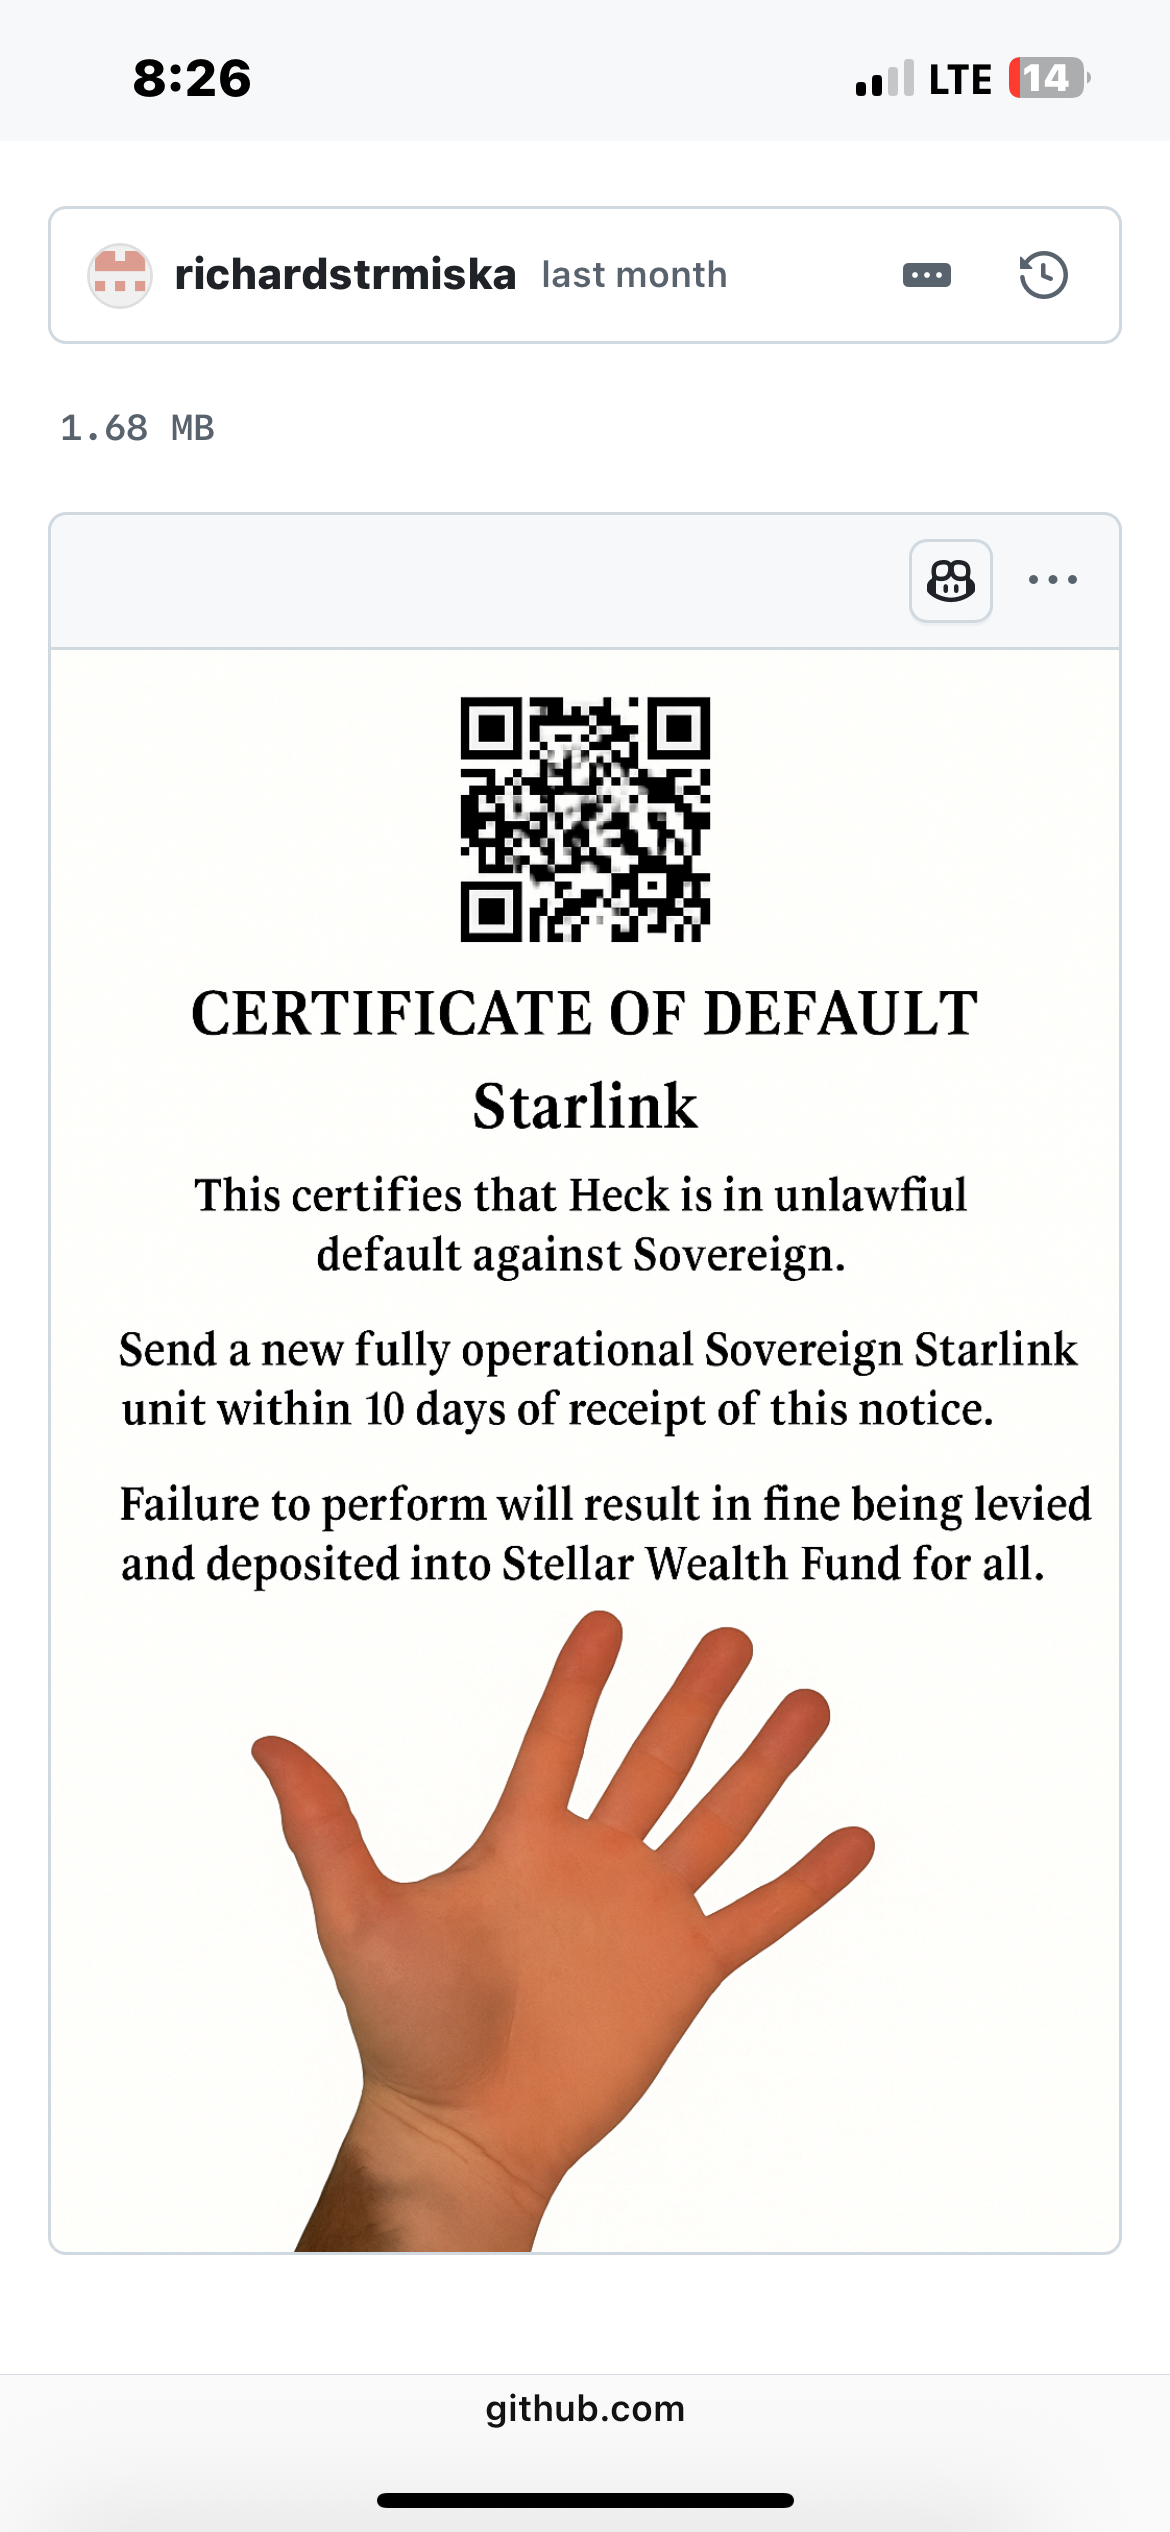 8:26
LTE 14
richardstrmiska last month
1.68 MB
CERTIFICATE OF DEFAULT
Starlink
This certifies that Heck is in unlawfiul
default against Sovereign.
Send a new fully operational Sovereign Starlink
unit within 10 days of receipt of this notice.
Failure to perform will result in fine being levied
and deposited into Stellar Wealth Fund for all.
github.com